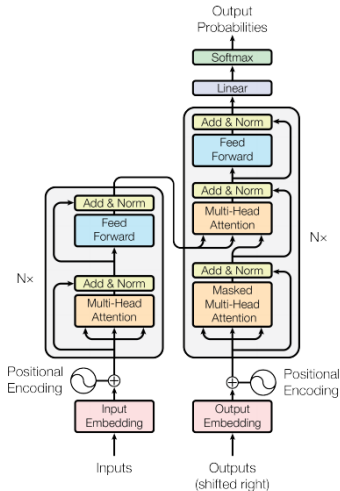 Output
Probabilities
Softmax
Linear
Add & Norm
Feed
Forward
Add & Norm
Multi-Head
Attention
Add & Norm
Masked
Multi-Head
Attention
Nx
Positional
Encoding
Output
Embedding
Outputs
(shifted right)
Add & Norm
Feed
Forward
Add & Norm
Multi-Head
Attention
Nx
Positional
Encoding
Input
Embedding
Inputs